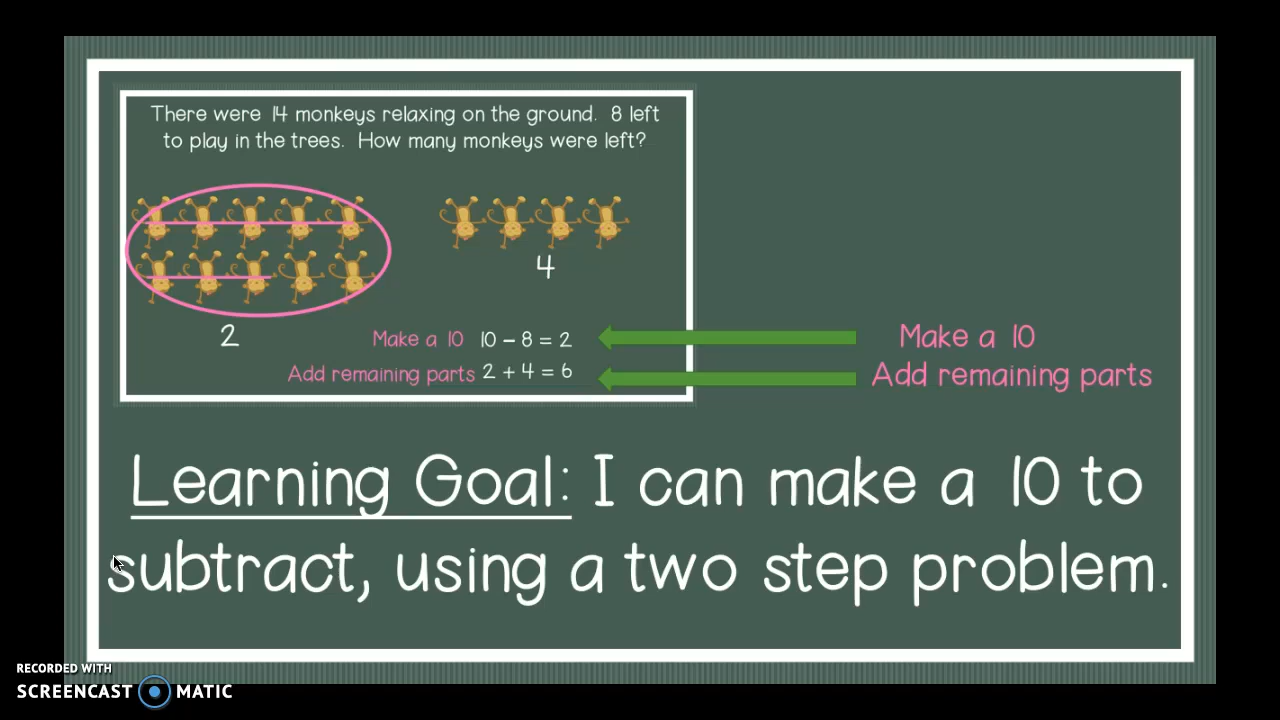 There were 14 monkeys relaxing on the ground. 8 left
to play in the trees. How many monkeys were left?
4
2
Make a 10 10 - 8 = 2
Add remaining parts 2 + 4 = 6
Make a 10
Add remaining parts
Learning Goal: I can make a 10 to
subtract, using a two step problem.
RECORDED WITH
SCREENCAST MATIC